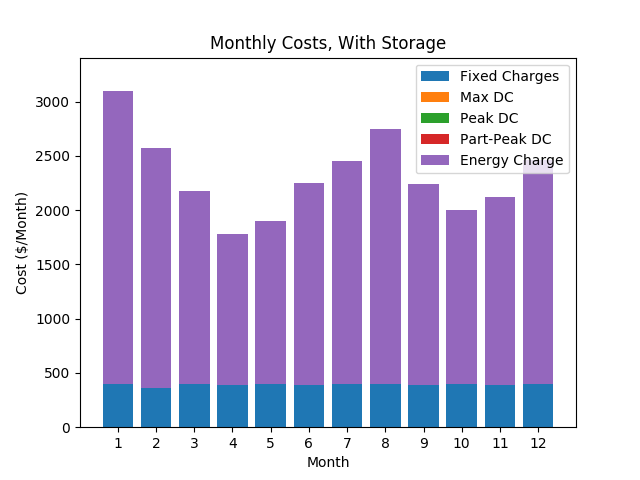 Monthly Costs, With Storage
Fixed Charges
Max DC
Peak DC
Part-Peak DC
Energy Charge
Cost ($/Month)
3000
2500
2000
1500
1000
500
0
1 2 3 4 5 6 7 8 9 10 11 12
Month